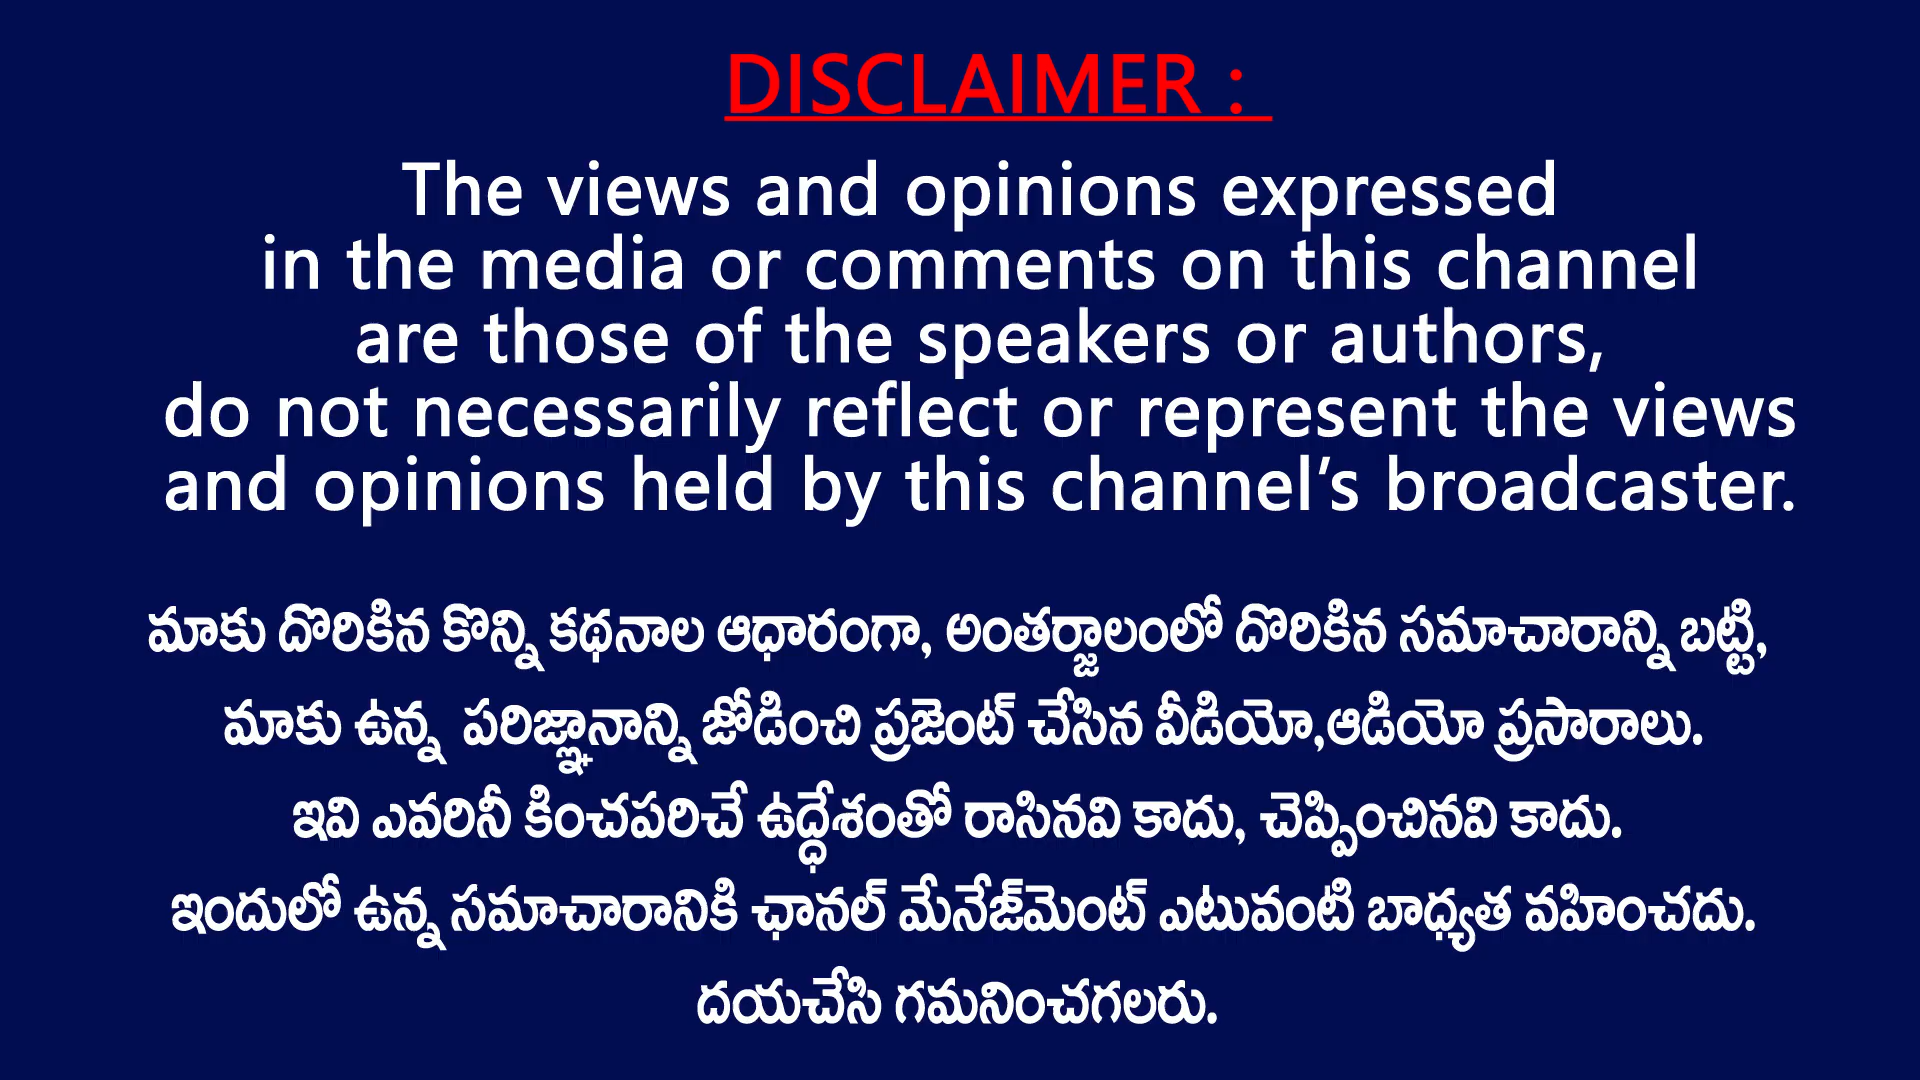 DISCLAIMER :
The views and opinions expressed
in the media or comments on this channel
are those of the speakers or authors,
do not necessarily reflect or represent the views
and opinions held by this channel’s broadcaster.
మాకు దొరికిన కొన్ని కథనాల ఆధారంగా, అంతర్జాలంలో దొరికిన సమాచారాన్ని బట్టి,
మాకు ఉన్న పరిజ్ఞానాన్ని జోడించి ప్రజెంట్ చేసిన వీడియో,ఆడియో ప్రసారాలు.
ఇవి ఎవరినీ కించపరిచే ఉద్ధేశంతో రాసినవి కాదు, చెప్పించినవి కాదు.
ఇందులో ఉన్న సమాచారానికి ఛానల్ మేనేజ్‌మెంట్ ఎటువంటి బాధ్యత వహించదు.
దయచేసి గమనించగలరు.